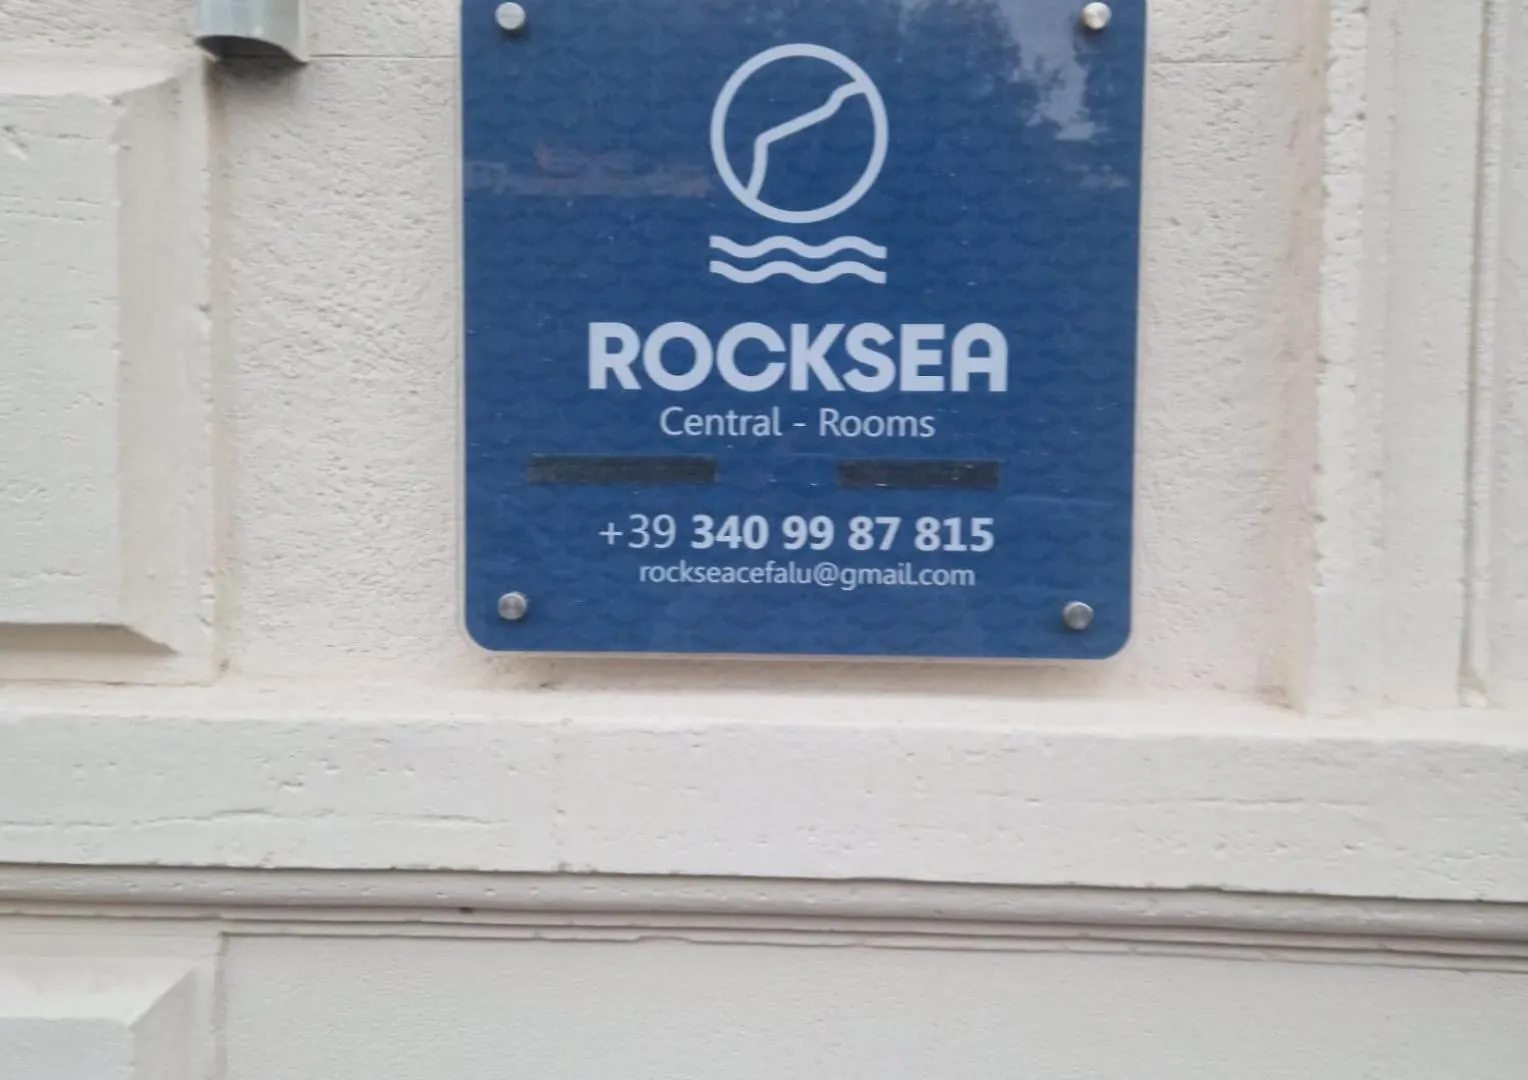 ROCKSEA
Central - Rooms
+39 340 99 87 815
rockseacefalu@gmail.com